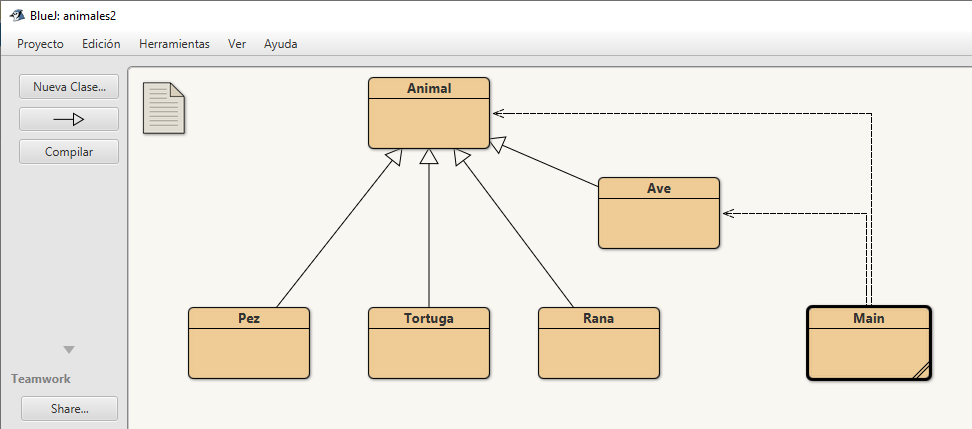 BlueJ: animales2
Proyecto Edición Herramientas Ver Ayuda
Nueva Clase...
Compilar
Animal
Ave
Pez
Tortuga
Rana
Main
Teamwork
Share...